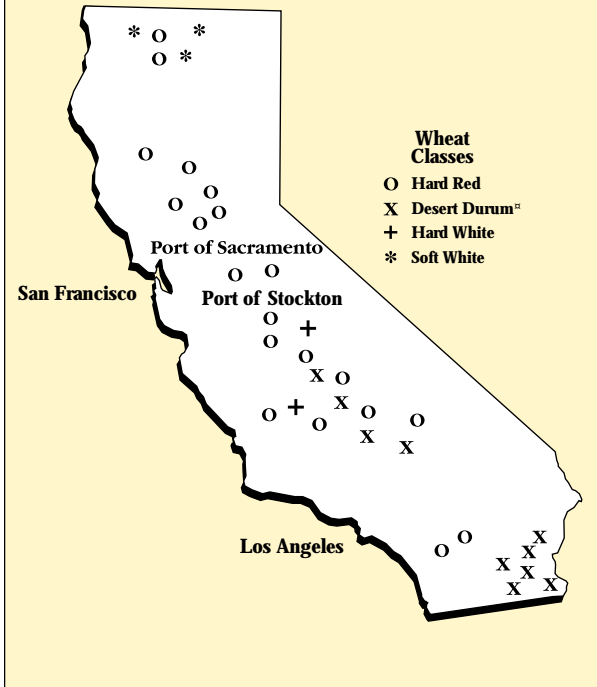 Wheat
Classes
O Hard Red
X Desert Durum¤
+ Hard White
* Soft White
Port of Sacramento
San Francisco
Port of Stockton
Los Angeles